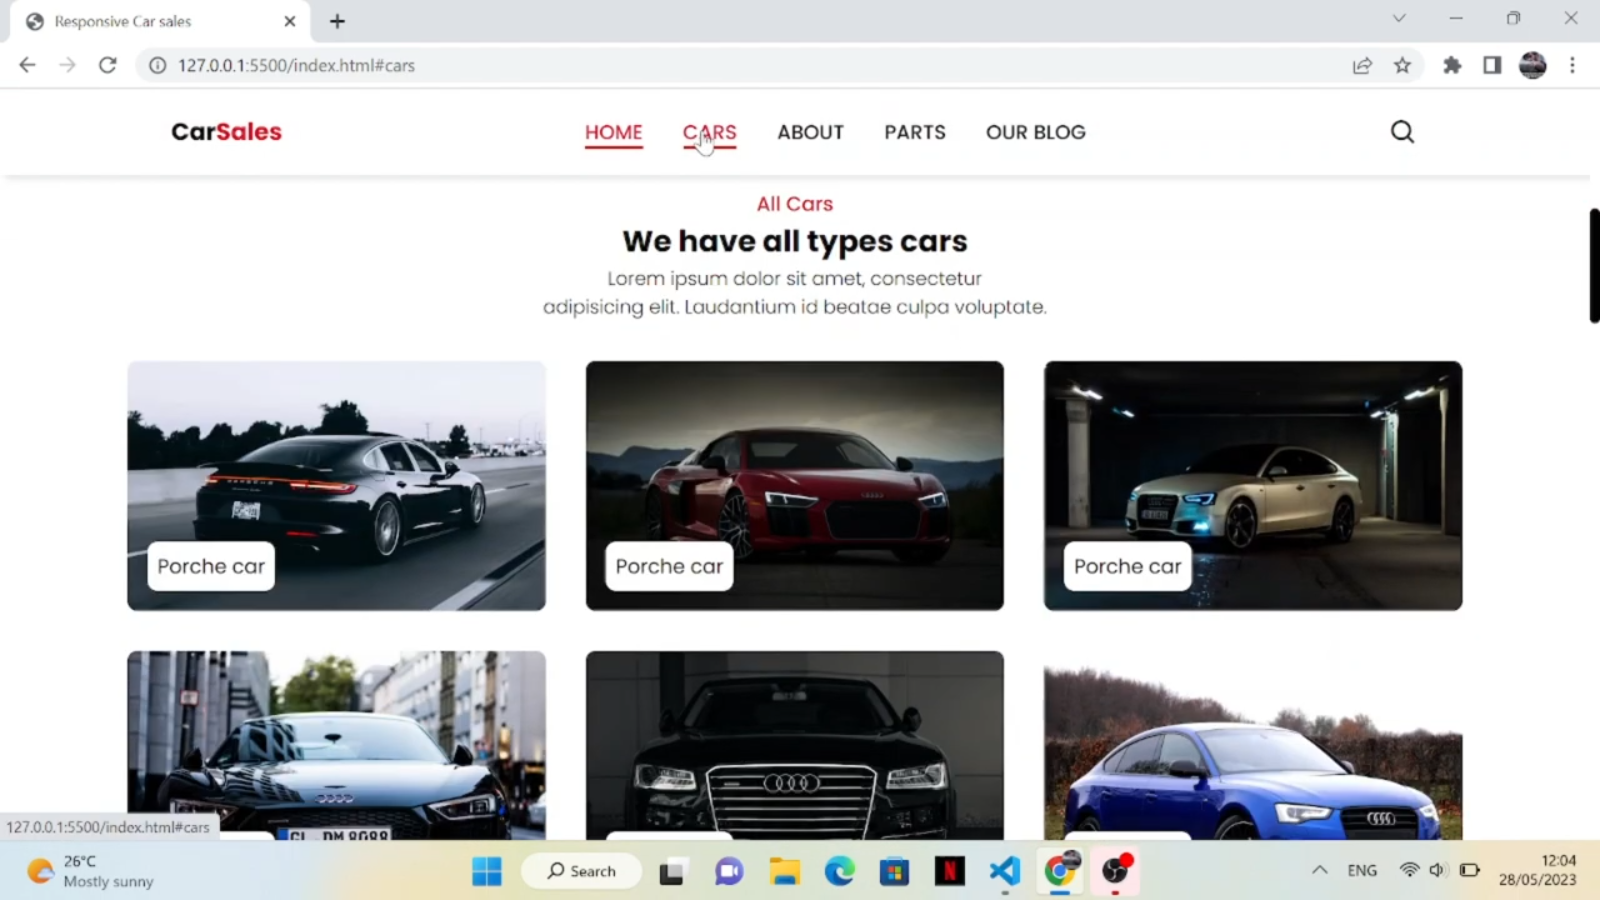 Responsive Car sales
127.0.0.1:5500/index.html#cars
CarSales
HOME CARS ABOUT PARTS OUR BLOG
All Cars
We have all types cars
Lorem ipsum dolor sit amet, consectetur
adipisicing elit. Laudantium id beatae culpa voluptate.
Porche car
Porche car
Porche car
127.0.0.1:5500/index.html#cars
26°C
Mostly sunny
Search
ENG
12:04
28/05/2023